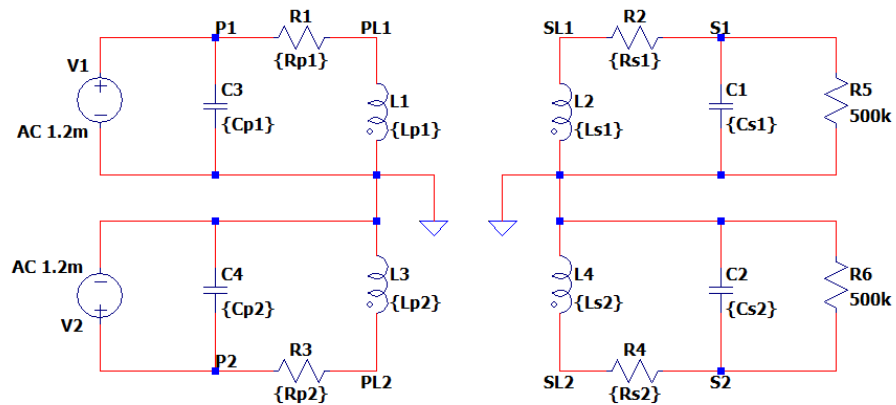 P1 R1 PL1 SL1 R2 S1
V1 {Rp1} {Rs1}
C3 L1 L2 C1 R5
AC 1.2m {Cp1} {Lp1} {Ls1} {Cs1} 500k
AC 1.2m C4 L3 L4 C2 R6
{Cp2} {Lp2} {Ls2} {Cs2} 500k
V2
P2 R3 PL2 SL2 R4 S2
{Rp2} {Rs2}